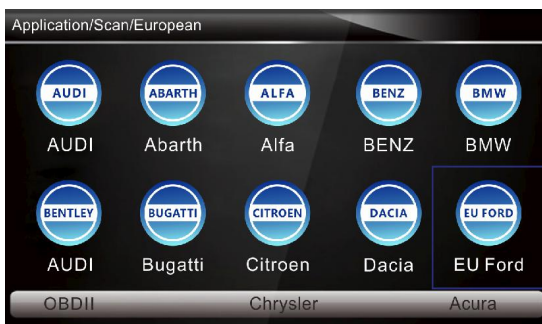 Application/Scan/European
AUDI ABARTH ALFA BENZ BMW
AUDI Abarth Alfa BENZ BMW
BENTLEY BUGATTI CITROEN DACIA EU FORD
AUDI Bugatti Citroen Dacia EU Ford
OBDII Chrysler Acura